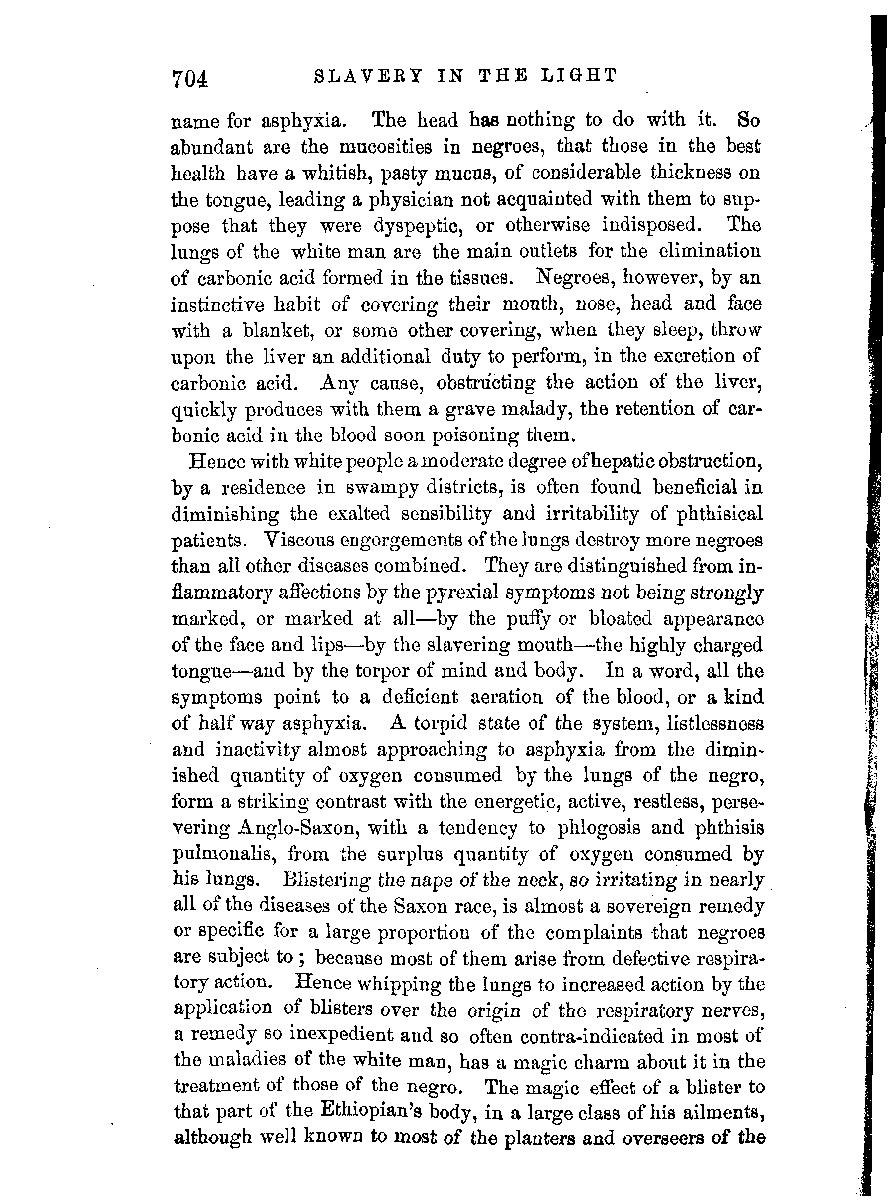 704 SLAVERY IN THE LIGHT
name for asphyxia. The head has nothing to do with it. So
abundant are the mucosities in negroes, that those in the best
health have a whitish, pasty mucus, of considerable thickness on
the tongue, leading a physician not acquainted with them to sup-
pose that they were dyspeptic, or otherwise indisposed. The
lungs of the white man are the main outlets for the elimination
of carbonic acid formed in the tissues. Negroes, however, by an
instinctive habit of covering their mouth, nose, head and face
with a blanket, or some other covering, when they sleep, throw
upon the liver an additional duty to perform, in the excretion of
carbonic acid. Any cause, obstructing the action of the liver,
quickly produces with them a grave malady, the retention of car-
bonic acid in the blood soon poisoning them.
Hence with white people a moderate degree of hepatic obstruction,
by a residence in swampy districts, is often found beneficial in
diminishing the exalted sensibility and irritability of phthisical
patients. Viscous engorgements of the lungs destroy more negroes
than all other diseases combined. They are distinguished from in-
flammatory affections by the pyrexial symptoms not being strongly
marked, or marked at all—by the puffy or bloated appearance
of the face and lips—by the slavering mouth—the highly charged
tongue—and by the torpor of mind and body. In a word, all the
symptoms point to a deficient aeration of the blood, or a kind
of half way asphyxia. A torpid state of the system, listlessness
and inactivity almost approaching to asphyxia from the dimin-
ished quantity of oxygen consumed by the lungs of the negro,
form a striking contrast with the energetic, active, restless, perse-
vering Anglo-Saxon, with a tendency to phlogosis and phthisis
pulmonalis, from the surplus quantity of oxygen consumed by
his lungs. Blistering the nape of the neck, so irritating in nearly
all of the diseases of the Saxon race, is almost a sovereign remedy
or specific for a large proportion of the complaints that negroes
are subject to; because most of them arise from defective respira-
tory action. Hence whipping the lungs to increased action by the
application of blisters over the origin of the respiratory nerves,
a remedy so inexpedient and so often contra-indicated in most of
the maladies of the white man, has a magic charm about it in the
treatment of those of the negro. The magic effect of a blister to
that part of the Ethiopian's body, in a large class of his ailments,
although well known to most of the planters and overseers of the